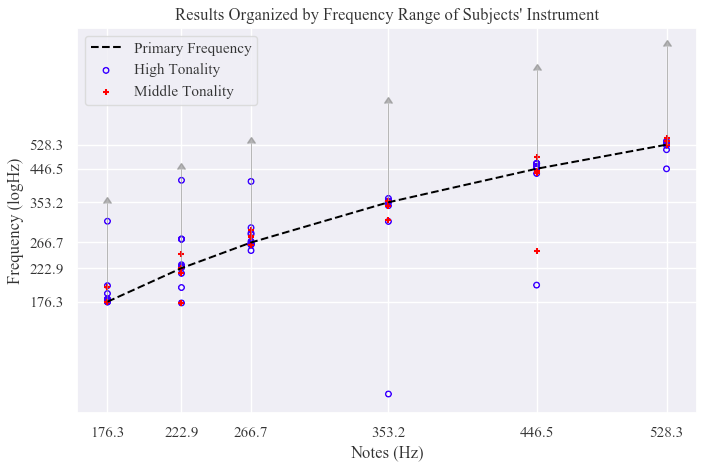 Results Organized by Frequency Range of Subjects' Instrument
Primary Frequency
High Tonality
Middle Tonality
Frequency (logHz)
528.3
446.5
353.2
266.7
222.9
176.3
176.3 222.9 266.7 353.2 446.5 528.3
Notes (Hz)